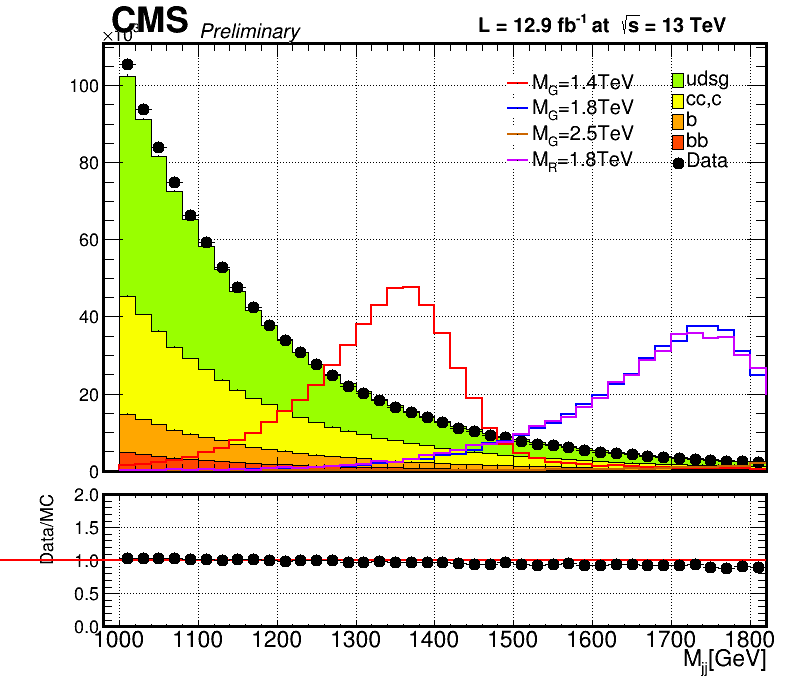 CMS Preliminary L = 12.9 fb⁻¹ at √s = 13 TeV
×10³
100
80
60
40
20
0
M_G=1.4TeV
M_G=1.8TeV
M_G=2.5TeV
M_R=1.8TeV
udsg
cc,c
b
bb
Data
Data/MC
2.0
1.5
1.0
0.5
0.0
1000 1100 1200 1300 1400 1500 1600 1700 1800
M_jj[GeV]